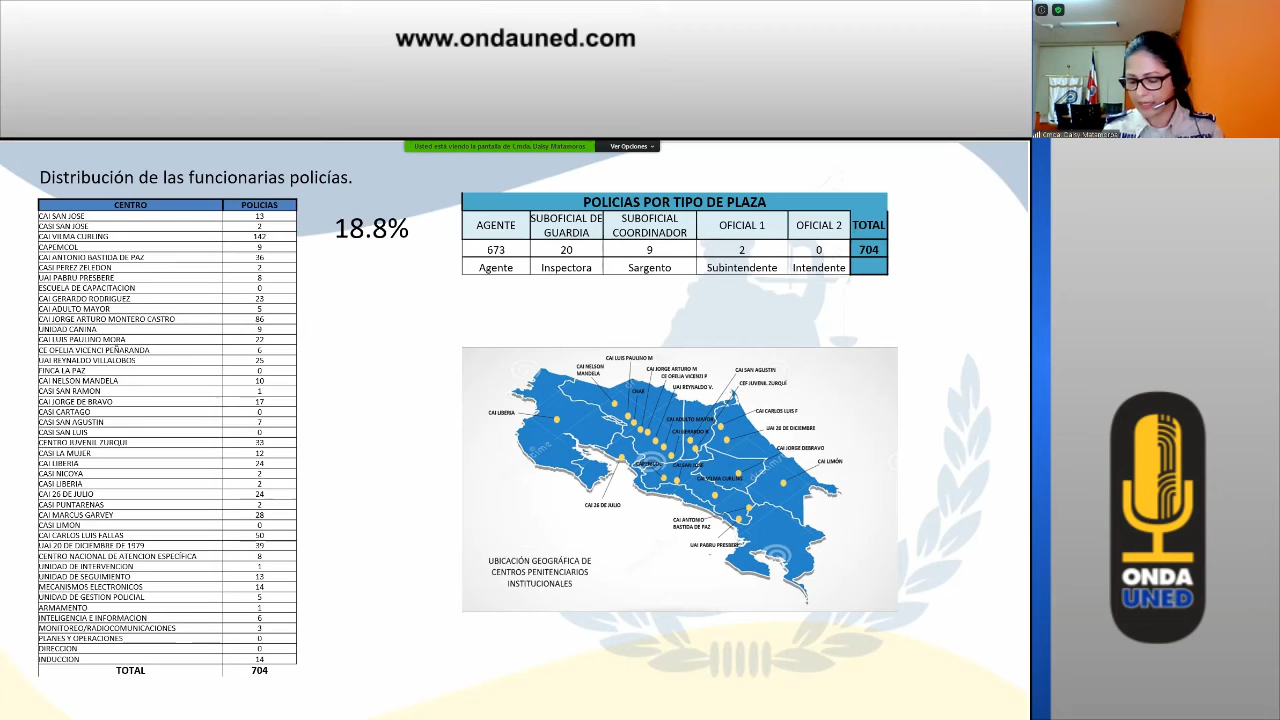 www.ondauned.com
Cmda. Daisy Matamoros
Usted está viendo la pantalla de Cmda. Daisy Matamoros
Ver Opciones
Distribución de las funcionarias policías.
CENTRO POLICIAS
CAI SAN JOSE 13
CASI SAN JOSE 2
CAI VILMA CURLING 142
CAPEMCOL 9
CAI ANTONIO BASTIDA DE PAZ 36
CASI PEREZ ZELEDON 2
UAI PABRU PRESBERE 8
ESCUELA DE CAPACITACION 0
CAI GERARDO RODRIGUEZ 23
CAI ADULTO MAYOR 5
CAI JORGE ARTURO MONTERO CASTRO 86
UNIDAD CANINA 9
CAI LUIS PAULINO MORA 22
CE OFELIA VICENCI PEÑARANDA 6
UAI REYNALDO VILLALOBOS 25
FINCA LA PAZ 0
CAI NELSON MANDELA 10
CASI SAN RAMON 1
CAI JORGE DE BRAVO 17
CASI CARTAGO 0
CASI SAN AGUSTIN 7
CASI SAN LUIS 0
CENTRO JUVENIL ZURQUI 33
CASI LA MUJER 12
CAI LIBERIA 24
CASI NICOYA 2
CASI LIBERIA 2
CAI 26 DE JULIO 24
CASI PUNTARENAS 2
CAI MARCUS GARVEY 28
CASI LIMON 0
CAI CARLOS LUIS FALLAS 50
UAI 20 DE DICIEMBRE DE 1979 39
CENTRO NACIONAL DE ATENCION ESPECÍFICA 8
UNIDAD DE INTERVENCION 1
UNIDAD DE SEGUIMIENTO 13
MECANISMOS ELECTRONICOS 14
UNIDAD DE GESTION POLICIAL 5
ARMAMENTO 1
INTELIGENCIA E INFORMACION 6
MONITOREO/RADIOCOMUNICACIONES 3
PLANES Y OPERACIONES 0
DIRECCION 0
INDUCCION 14
TOTAL 704
18.8%
POLICIAS POR TIPO DE PLAZA
AGENTE SUBOFICIAL DE GUARDIA SUBOFICIAL COORDINADOR OFICIAL 1 OFICIAL 2 TOTAL
673 20 9 2 0 704
Agente Inspectora Sargento Subintendente Intendente
CAI LUIS PAULINO M
CAI NELSON
MANDELA
CAI JORGE ARTURO M
CE OFELIA VICENZI P
UAI REYNALDO V.
CNAE
CAI SAN AGUSTIN
CEF JUVENIL ZURQUÍ
CAI LIBERIA
CAI ADULTO MAYOR
CAI GERARDO R
CAI CARLOS LUIS F
UAI 20 DE DICIEMBRE
CAI JORGE DEBRAVO
CAI LIMÓN
CAPEMCOL
CAI SAN JOSE
CAI VILMA CURLING
CAI 26 DE JULIO
CAI ANTONIO
BASTIDA DE PAZ
UAI PABRU PRESBERE
UBICACIÓN GEOGRÁFICA DE
CENTROS PENITENCIARIOS
INSTITUCIONALES
ONDA
UNED